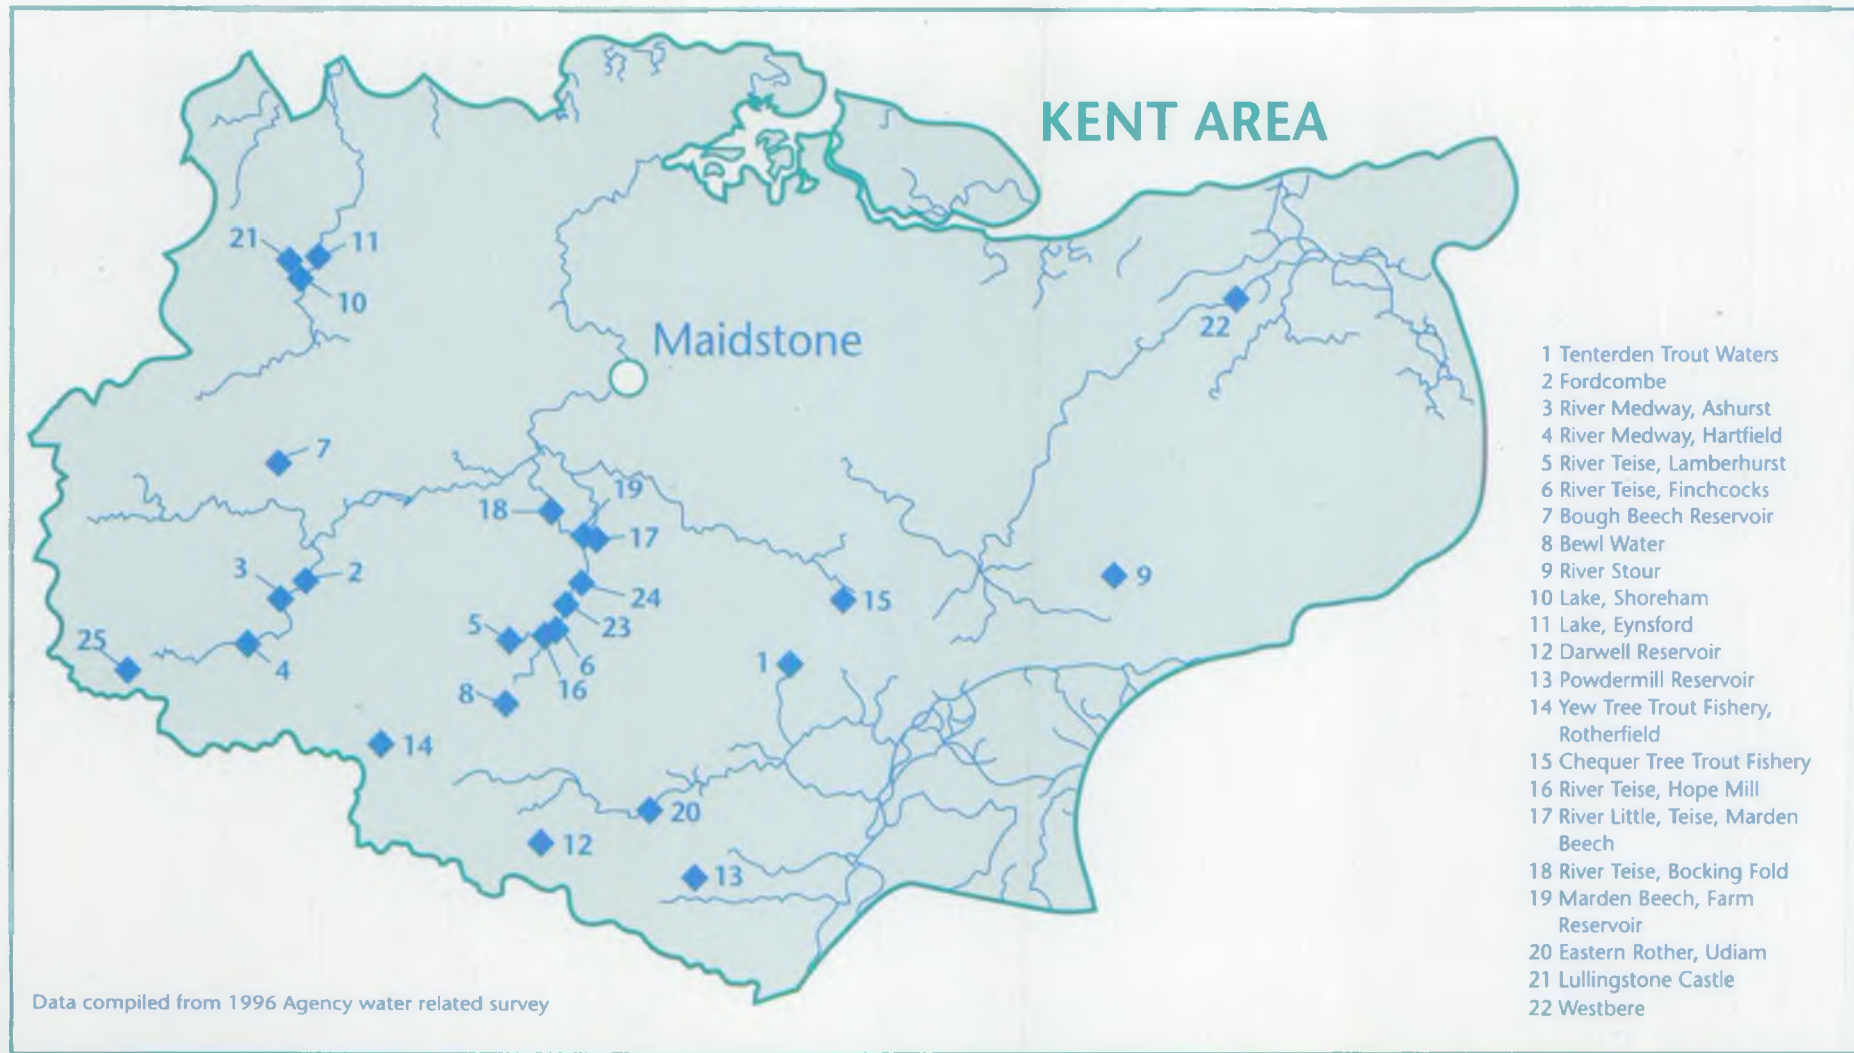 KENT AREA
21
11
10
Maidstone
22
7
19
18
17
3
2
24
9
15
5
23
25
6
1
4
16
8
14
20
12
13
1 Tenterden Trout Waters
2 Fordcombe
3 River Medway, Ashurst
4 River Medway, Hartfield
5 River Teise, Lamberhurst
6 River Teise, Finchcocks
7 Bough Beech Reservoir
8 Bewl Water
9 River Stour
10 Lake, Shoreham
11 Lake, Eynsford
12 Darwell Reservoir
13 Powdermill Reservoir
14 Yew Tree Trout Fishery,
Rotherfield
15 Chequer Tree Trout Fishery
16 River Teise, Hope Mill
17 River Little, Teise, Marden
Beech
18 River Teise, Bocking Fold
19 Marden Beech, Farm
Reservoir
20 Eastern Rother, Udiam
21 Lullingstone Castle
22 Westbere
Data compiled from 1996 Agency water related survey